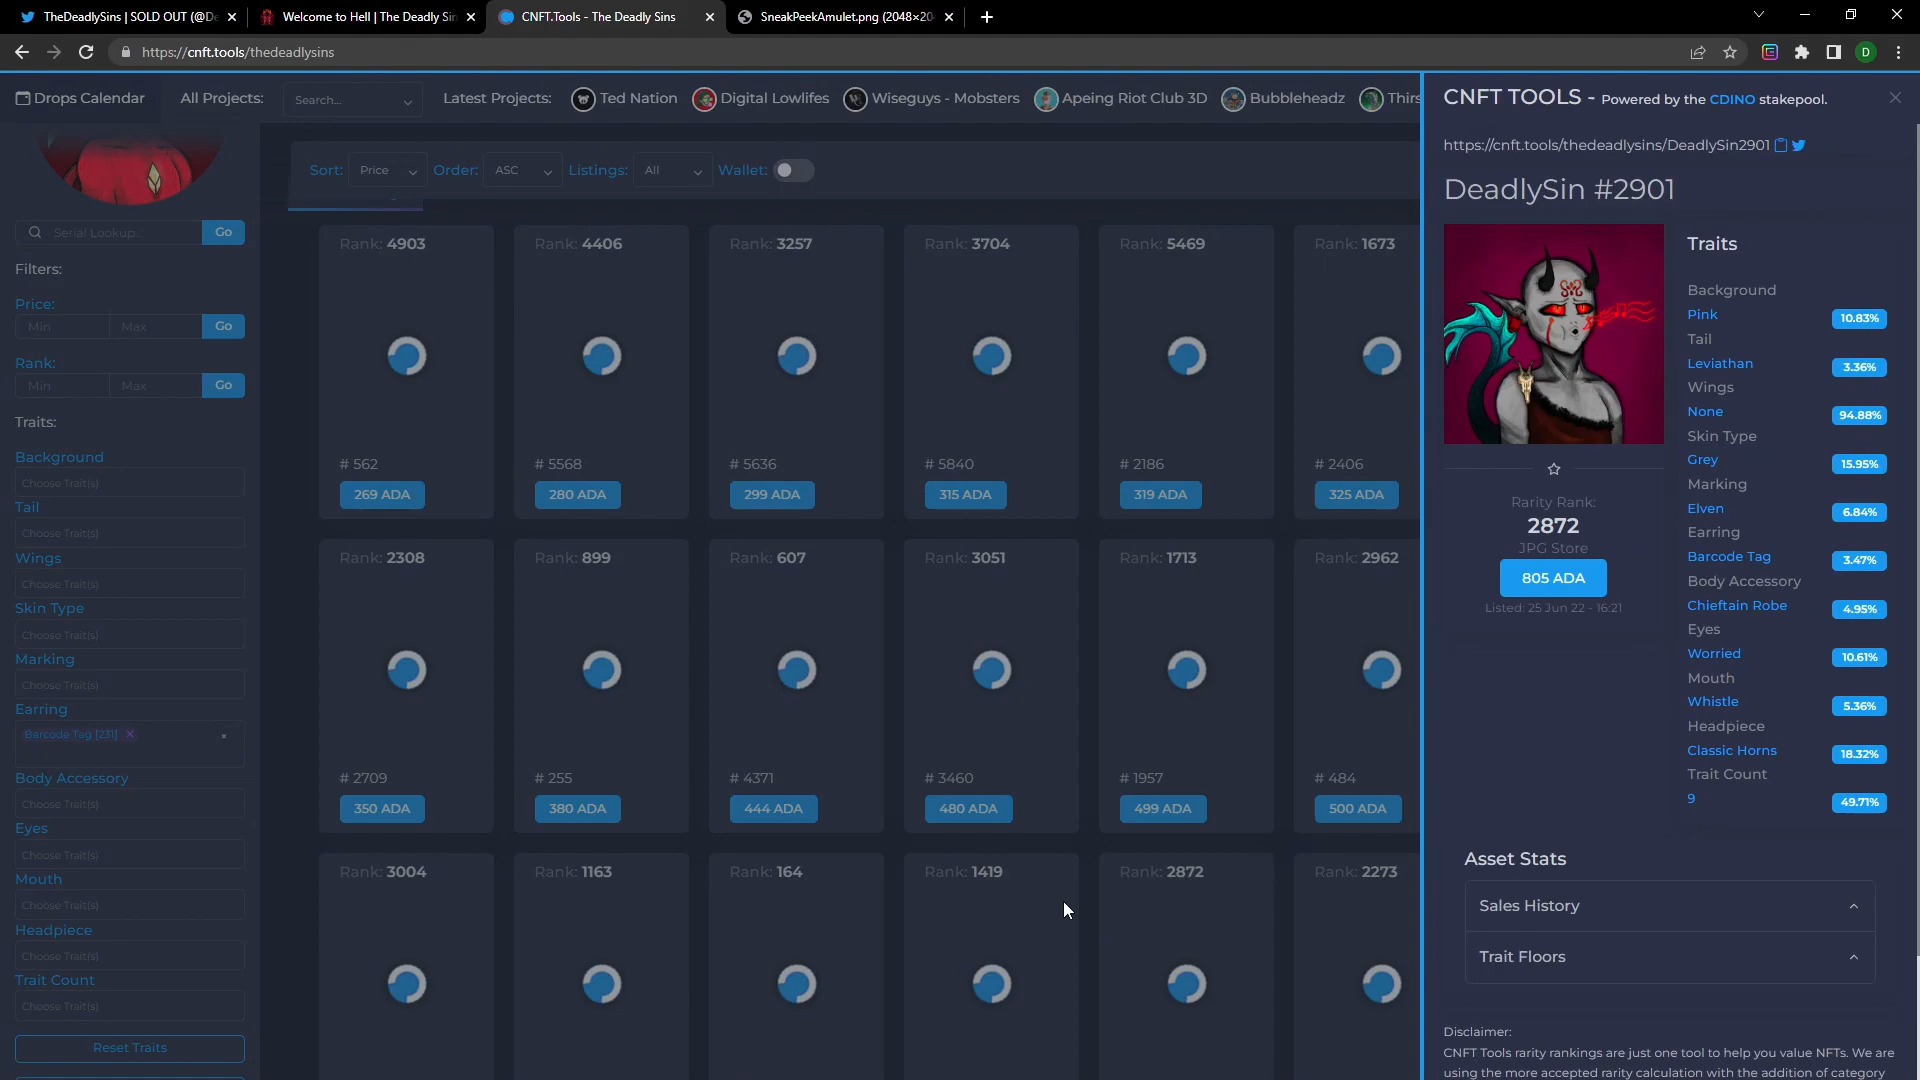 TheDeadlySins | SOLD OUT (@De
Welcome to Hell | The Deadly Sin
CNFT.Tools - The Deadly Sins
SneakPeekAmulet.png (2048×20
https://cnft.tools/thedeadlysins
D
Drops Calendar
All Projects:
Search...
Latest Projects:
Ted Nation
Digital Lowlifes
Wiseguys - Mobsters
Apeing Riot Club 3D
Bubbleheadz
Thirs
CNFT TOOLS - Powered by the CDINO stakepool.
https://cnft.tools/thedeadlysins/DeadlySin2901
DeadlySin #2901
Serial Lookup...
Go
Filters:
Price:
Min
Max
Go
Rank:
Min
Max
Go
Traits:
Background
Choose Trait(s)
Tail
Choose Trait(s)
Wings
Choose Trait(s)
Skin Type
Choose Trait(s)
Marking
Choose Trait(s)
Earring
Barcode Tag [231] ×
×
Body Accessory
Choose Trait(s)
Eyes
Choose Trait(s)
Mouth
Choose Trait(s)
Headpiece
Choose Trait(s)
Trait Count
Choose Trait(s)
Reset Traits
Sort: Price
Order: ASC
Listings: All
Wallet:
Rank: 4903
Rank: 4406
Rank: 3257
Rank: 3704
Rank: 5469
Rank: 1673
# 562
# 5568
# 5636
# 5840
# 2186
# 2406
269 ADA
280 ADA
299 ADA
315 ADA
319 ADA
325 ADA
Rank: 2308
Rank: 899
Rank: 607
Rank: 3051
Rank: 1713
Rank: 2962
# 2709
# 255
# 4371
# 3460
# 1957
# 484
350 ADA
380 ADA
444 ADA
480 ADA
499 ADA
500 ADA
Rank: 3004
Rank: 1163
Rank: 164
Rank: 1419
Rank: 2872
Rank: 2273
Rarity Rank:
2872
JPG Store
805 ADA
Listed: 25 Jun 22 - 16:21
Traits
Background
Pink 10.83%
Tail
Leviathan 3.36%
Wings
None 94.88%
Skin Type
Grey 15.95%
Marking
Elven 6.84%
Earring
Barcode Tag 3.47%
Body Accessory
Chieftain Robe 4.95%
Eyes
Worried 10.61%
Mouth
Whistle 5.36%
Headpiece
Classic Horns 18.32%
Trait Count
9 49.71%
Asset Stats
Sales History
Trait Floors
Disclaimer:
CNFT Tools rarity rankings are just one tool to help you value NFTs. We are
using the more accepted rarity calculation with the addition of category